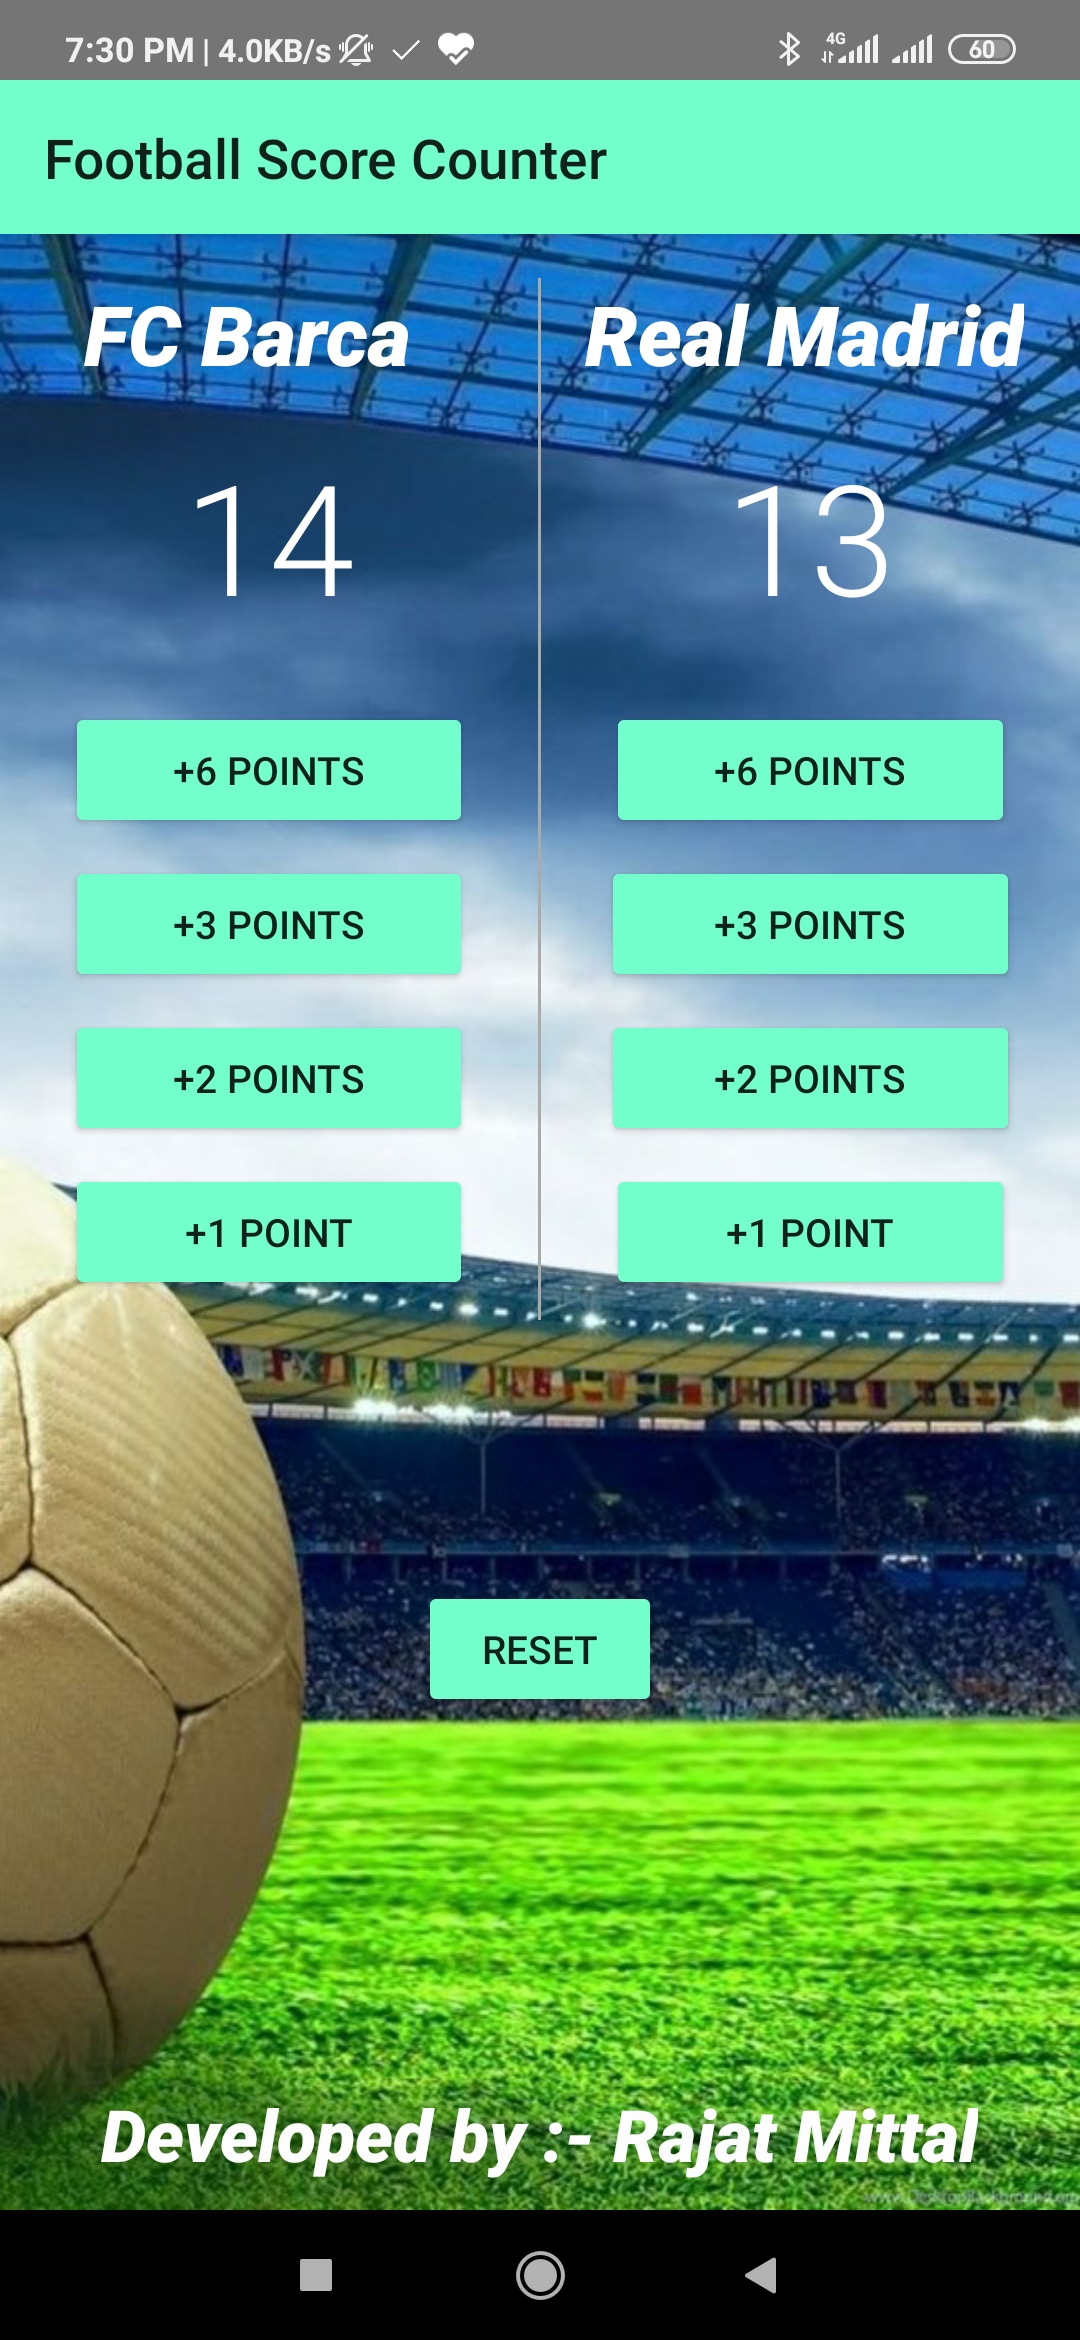 7:30 PM | 4.0KB/s 4G 60
Football Score Counter
FC Barca
Real Madrid
14
13
+6 POINTS
+6 POINTS
+3 POINTS
+3 POINTS
+2 POINTS
+2 POINTS
+1 POINT
+1 POINT
RESET
Developed by :- Rajat Mittal